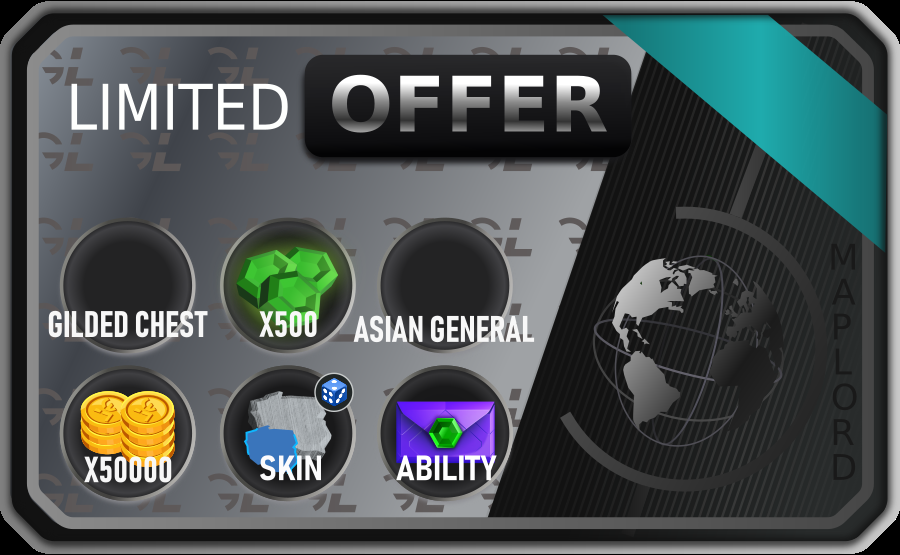 LIMITED OFFER
GILDED CHEST
X500
ASIAN GENERAL
X50000
SKIN
ABILITY
MAPLORD